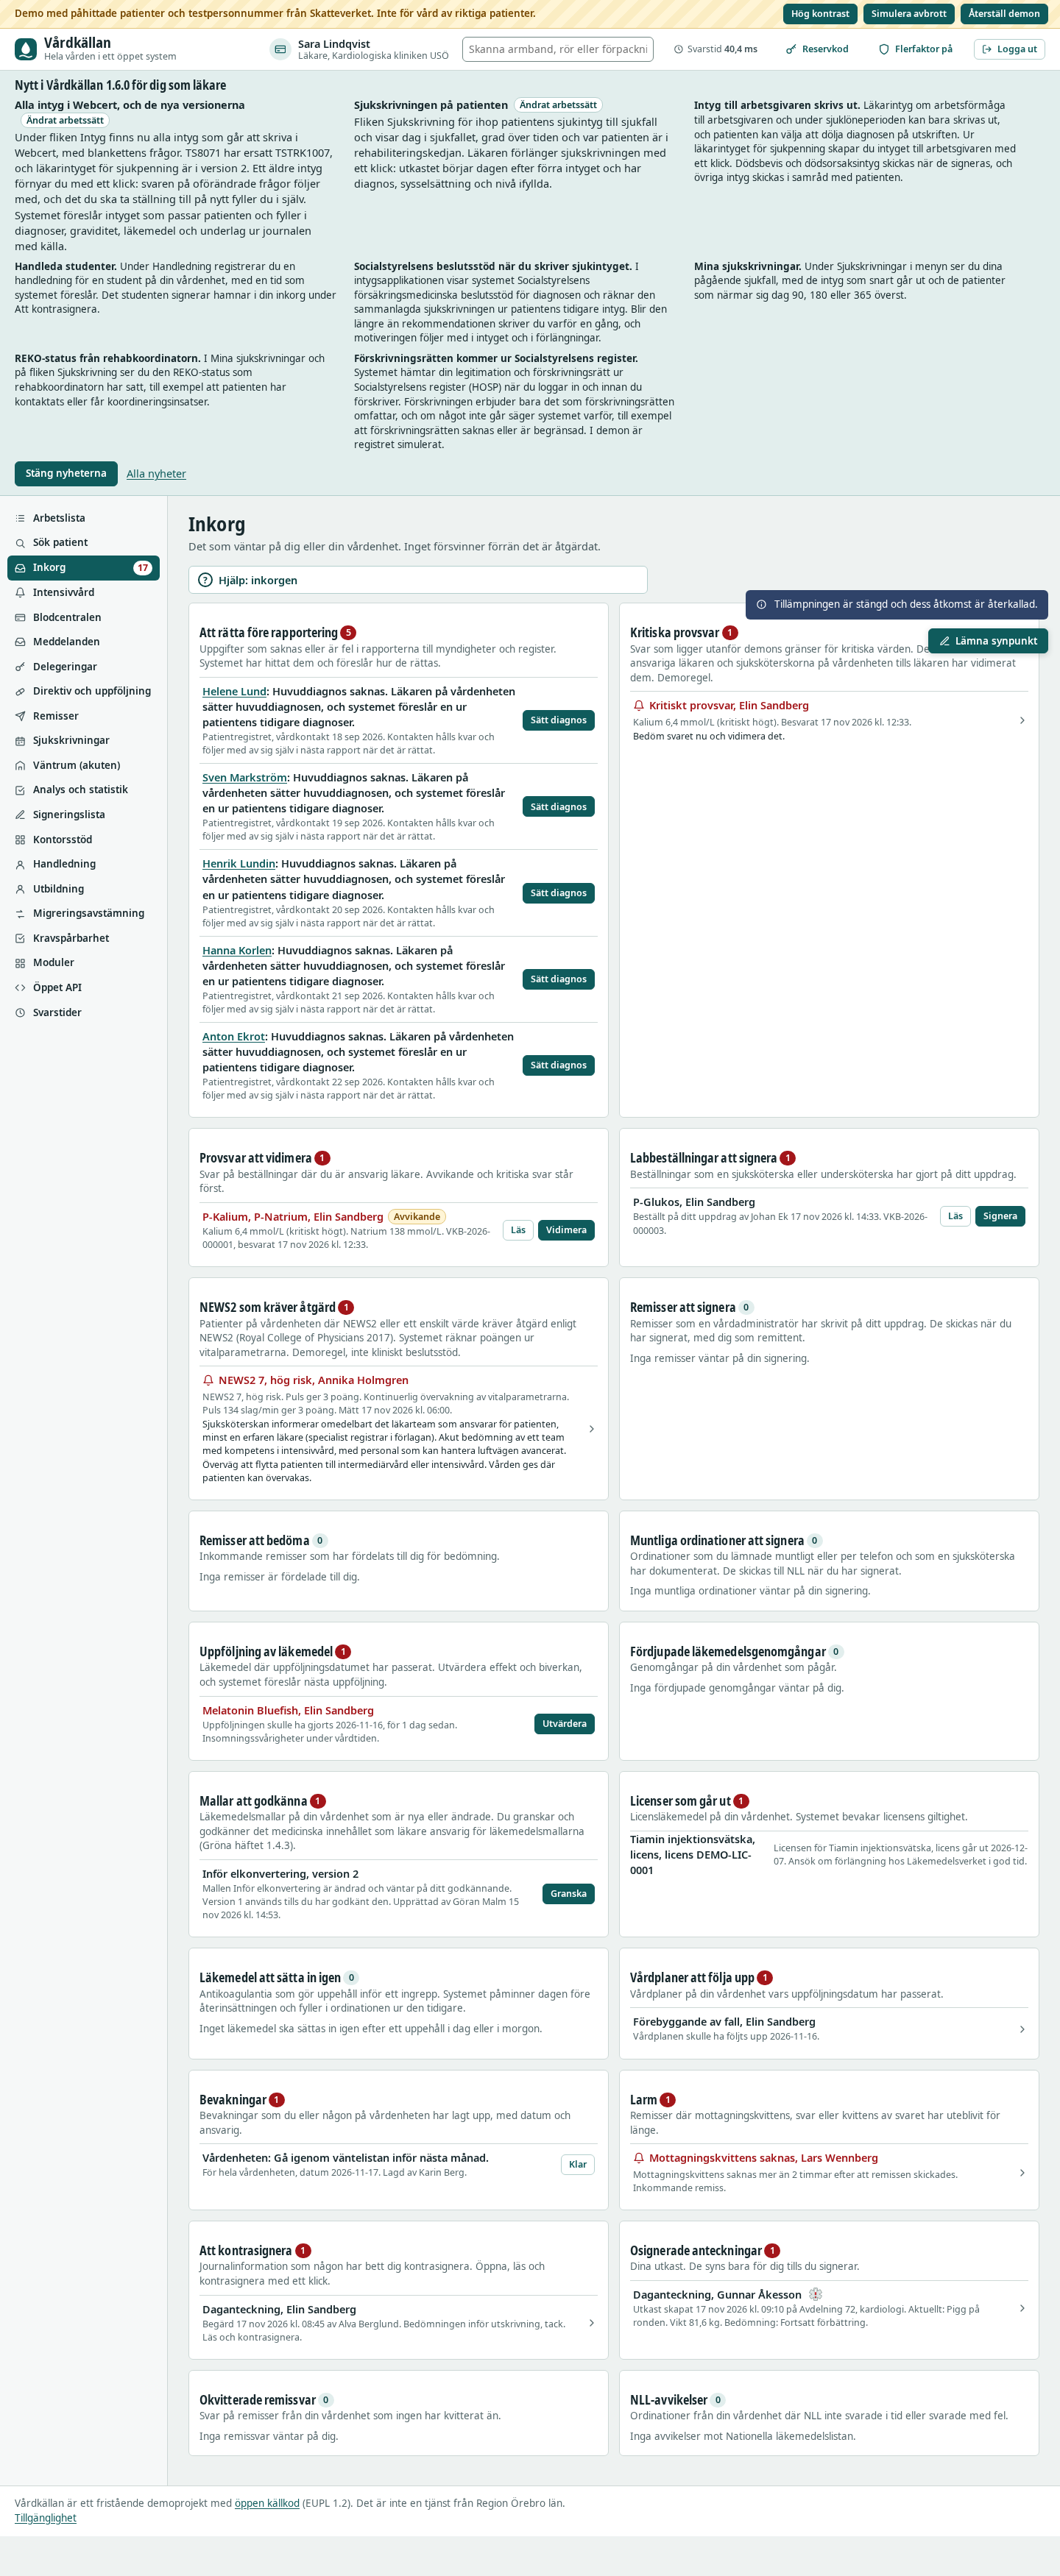 Demo med påhittade patienter och testpersonnummer från Skatteverket. Inte för vård av riktiga patienter.
Hög kontrast
Simulera avbrott
Återställ demon
Vårdkällan
Hela vården i ett öppet system
Sara Lindqvist
Läkare, Kardiologiska kliniken USÖ
Skanna armband, rör eller förpackni
Svarstid 40,4 ms
Reservkod
Flerfaktor på
Logga ut
Nytt i Vårdkällan 1.6.0 för dig som läkare
Alla intyg i Webcert, och de nya versionerna
Ändrat arbetssätt
Under fliken Intyg finns nu alla intyg som går att skriva i
Webcert, med blankettens frågor. TS8071 har ersatt TSTRK1007,
och läkarintyget för sjukpenning är i version 2. Ett äldre intyg
förnyar du med ett klick: svaren på oförändrade frågor följer
med, och det du ska ta ställning till på nytt fyller du i själv.
Systemet föreslår intyget som passar patienten och fyller i
diagnoser, graviditet, läkemedel och underlag ur journalen
med källa.
Sjukskrivningen på patienten
Ändrat arbetssätt
Fliken Sjukskrivning för ihop patientens sjukintyg till sjukfall
och visar dag i sjukfallet, grad över tiden och var patienten är i
rehabiliteringskedjan. Läkaren förlänger sjukskrivningen med
ett klick: utkastet börjar dagen efter förra intyget och har
diagnos, sysselsättning och nivå ifyllda.
Intyg till arbetsgivaren skrivs ut. Läkarintyg om arbetsförmåga
till arbetsgivaren och under sjuklöneperioden kan bara skrivas ut,
och patienten kan välja att dölja diagnosen på utskriften. Ur
läkarintyget för sjukpenning skapar du intyget till arbetsgivaren med
ett klick. Dödsbevis och dödsorsaksintyg skickas när de signeras, och
övriga intyg skickas i samråd med patienten.
Handleda studenter. Under Handledning registrerar du en
handledning för en student på din vårdenhet, med en tid som
systemet föreslår. Det studenten signerar hamnar i din inkorg under
Att kontrasignera.
Socialstyrelsens beslutsstöd när du skriver sjukintyget. I
intygsapplikationen visar systemet Socialstyrelsens
försäkringsmedicinska beslutsstöd för diagnosen och räknar den
sammanlagda sjukskrivningen ur patientens tidigare intyg. Blir den
längre än rekommendationen skriver du varför en gång, och
motiveringen följer med i intyget och i förlängningar.
Mina sjukskrivningar. Under Sjukskrivningar i menyn ser du dina
pågående sjukfall, med de intyg som snart går ut och de patienter
som närmar sig dag 90, 180 eller 365 överst.
REKO-status från rehabkoordinatorn. I Mina sjukskrivningar och
på fliken Sjukskrivning ser du den REKO-status som
rehabkoordinatorn har satt, till exempel att patienten har
kontaktats eller får koordineringsinsatser.
Förskrivningsrätten kommer ur Socialstyrelsens register.
Systemet hämtar din legitimation och förskrivningsrätt ur
Socialstyrelsens register (HOSP) när du loggar in och innan du
förskriver. Förskrivningen erbjuder bara det som förskrivningsrätten
omfattar, och om något inte går säger systemet varför, till exempel
att förskrivningsrätten saknas eller är begränsad. I demon är
registret simulerat.
Stäng nyheterna
Alla nyheter
Arbetslista
Sök patient
Inkorg 17
Intensivvård
Blodcentralen
Meddelanden
Delegeringar
Direktiv och uppföljning
Remisser
Sjukskrivningar
Väntrum (akuten)
Analys och statistik
Signeringslista
Kontorsstöd
Handledning
Utbildning
Migreringsavstämning
Kravspårbarhet
Moduler
Öppet API
Svarstider
Inkorg
Det som väntar på dig eller din vårdenhet. Inget försvinner förrän det är åtgärdat.
? Hjälp: inkorgen
Tillämpningen är stängd och dess åtkomst är återkallad.
Lämna synpunkt
Att rätta före rapportering 5
Uppgifter som saknas eller är fel i rapporterna till myndigheter och register.
Systemet har hittat dem och föreslår hur de rättas.
Helene Lund: Huvuddiagnos saknas. Läkaren på vårdenheten
sätter huvuddiagnosen, och systemet föreslår en ur
patientens tidigare diagnoser.
Patientregistret, vårdkontakt 18 sep 2026. Kontakten hålls kvar och
följer med av sig själv i nästa rapport när det är rättat.
Sätt diagnos
Sven Markström: Huvuddiagnos saknas. Läkaren på
vårdenheten sätter huvuddiagnosen, och systemet föreslår
en ur patientens tidigare diagnoser.
Patientregistret, vårdkontakt 19 sep 2026. Kontakten hålls kvar och
följer med av sig själv i nästa rapport när det är rättat.
Sätt diagnos
Henrik Lundin: Huvuddiagnos saknas. Läkaren på
vårdenheten sätter huvuddiagnosen, och systemet föreslår
en ur patientens tidigare diagnoser.
Patientregistret, vårdkontakt 20 sep 2026. Kontakten hålls kvar och
följer med av sig själv i nästa rapport när det är rättat.
Sätt diagnos
Hanna Korlen: Huvuddiagnos saknas. Läkaren på
vårdenheten sätter huvuddiagnosen, och systemet föreslår
en ur patientens tidigare diagnoser.
Patientregistret, vårdkontakt 21 sep 2026. Kontakten hålls kvar och
följer med av sig själv i nästa rapport när det är rättat.
Sätt diagnos
Anton Ekrot: Huvuddiagnos saknas. Läkaren på vårdenheten
sätter huvuddiagnosen, och systemet föreslår en ur
patientens tidigare diagnoser.
Patientregistret, vårdkontakt 22 sep 2026. Kontakten hålls kvar och
följer med av sig själv i nästa rapport när det är rättat.
Sätt diagnos
Kritiska provsvar 1
Svar som ligger utanför demons gränser för kritiska värden. De
ansvariga läkaren och sjuksköterskorna på vårdenheten tills läkaren har vidimerat
dem. Demoregel.
Kritiskt provsvar, Elin Sandberg
Kalium 6,4 mmol/L (kritiskt högt). Besvarat 17 nov 2026 kl. 12:33.
Bedöm svaret nu och vidimera det.
Provsvar att vidimera 1
Svar på beställningar där du är ansvarig läkare. Avvikande och kritiska svar står
först.
P-Kalium, P-Natrium, Elin Sandberg Avvikande
Kalium 6,4 mmol/L (kritiskt högt). Natrium 138 mmol/L. VKB-2026-
000001, besvarat 17 nov 2026 kl. 12:33.
Läs
Vidimera
Labbeställningar att signera 1
Beställningar som en sjuksköterska eller undersköterska har gjort på ditt uppdrag.
P-Glukos, Elin Sandberg
Beställt på ditt uppdrag av Johan Ek 17 nov 2026 kl. 14:33. VKB-2026-
000003.
Läs
Signera
NEWS2 som kräver åtgärd 1
Patienter på vårdenheten där NEWS2 eller ett enskilt värde kräver åtgärd enligt
NEWS2 (Royal College of Physicians 2017). Systemet räknar poängen ur
vitalparametrarna. Demoregel, inte kliniskt beslutsstöd.
NEWS2 7, hög risk, Annika Holmgren
NEWS2 7, hög risk. Puls ger 3 poäng. Kontinuerlig övervakning av vitalparametrarna.
Puls 134 slag/min ger 3 poäng. Mätt 17 nov 2026 kl. 06:00.
Sjuksköterskan informerar omedelbart det läkarteam som ansvarar för patienten,
minst en erfaren läkare (specialist registrar i förlagan). Akut bedömning av ett team
med kompetens i intensivvård, med personal som kan hantera luftvägen avancerat.
Överväg att flytta patienten till intermediärvård eller intensivvård. Vården ges där
patienten kan övervakas.
Remisser att signera 0
Remisser som en vårdadministratör har skrivit på ditt uppdrag. De skickas när du
har signerat, med dig som remittent.
Inga remisser väntar på din signering.
Remisser att bedöma 0
Inkommande remisser som har fördelats till dig för bedömning.
Inga remisser är fördelade till dig.
Muntliga ordinationer att signera 0
Ordinationer som du lämnade muntligt eller per telefon och som en sjuksköterska
har dokumenterat. De skickas till NLL när du har signerat.
Inga muntliga ordinationer väntar på din signering.
Uppföljning av läkemedel 1
Läkemedel där uppföljningsdatumet har passerat. Utvärdera effekt och biverkan,
och systemet föreslår nästa uppföljning.
Melatonin Bluefish, Elin Sandberg
Uppföljningen skulle ha gjorts 2026-11-16, för 1 dag sedan.
Insomningssvårigheter under vårdtiden.
Utvärdera
Fördjupade läkemedelsgenomgångar 0
Genomgångar på din vårdenhet som pågår.
Inga fördjupade genomgångar väntar på dig.
Mallar att godkänna 1
Läkemedelsmallar på din vårdenhet som är nya eller ändrade. Du granskar och
godkänner det medicinska innehållet som läkare ansvarig för läkemedelsmallarna
(Gröna häftet 1.4.3).
Inför elkonvertering, version 2
Mallen Inför elkonvertering är ändrad och väntar på ditt godkännande.
Version 1 används tills du har godkänt den. Upprättad av Göran Malm 15
nov 2026 kl. 14:53.
Granska
Licenser som går ut 1
Licensläkemedel på din vårdenhet. Systemet bevakar licensens giltighet.
Tiamin injektionsvätska,
licens, licens DEMO-LIC-
0001
Licensen för Tiamin injektionsvätska, licens går ut 2026-12-
07. Ansök om förlängning hos Läkemedelsverket i god tid.
Läkemedel att sätta in igen 0
Antikoagulantia som gör uppehåll inför ett ingrepp. Systemet påminner dagen före
återinsättningen och fyller i ordinationen ur den tidigare.
Inget läkemedel ska sättas in igen efter ett uppehåll i dag eller i morgon.
Vårdplaner att följa upp 1
Vårdplaner på din vårdenhet vars uppföljningsdatum har passerat.
Förebyggande av fall, Elin Sandberg
Vårdplanen skulle ha följts upp 2026-11-16.
Bevakningar 1
Bevakningar som du eller någon på vårdenheten har lagt upp, med datum och
ansvarig.
Vårdenheten: Gå igenom väntelistan inför nästa månad.
För hela vårdenheten, datum 2026-11-17. Lagd av Karin Berg.
Klar
Larm 1
Remisser där mottagningskvittens, svar eller kvittens av svaret har uteblivit för
länge.
Mottagningskvittens saknas, Lars Wennberg
Mottagningskvittens saknas mer än 2 timmar efter att remissen skickades.
Inkommande remiss.
Att kontrasignera 1
Journalinformation som någon har bett dig kontrasignera. Öppna, läs och
kontrasignera med ett klick.
Daganteckning, Elin Sandberg
Begärd 17 nov 2026 kl. 08:45 av Alva Berglund. Bedömningen inför utskrivning, tack.
Läs och kontrasignera.
Osignerade anteckningar 1
Dina utkast. De syns bara för dig tills du signerar.
Daganteckning, Gunnar Åkesson
Utkast skapat 17 nov 2026 kl. 09:10 på Avdelning 72, kardiologi. Aktuellt: Pigg på
ronden. Vikt 81,6 kg. Bedömning: Fortsatt förbättring.
Okvitterade remissvar 0
Svar på remisser från din vårdenhet som ingen har kvitterat än.
Inga remissvar väntar på dig.
NLL-avvikelser 0
Ordinationer från din vårdenhet där NLL inte svarade i tid eller svarade med fel.
Inga avvikelser mot Nationella läkemedelslistan.
Vårdkällan är ett fristående demoprojekt med öppen källkod (EUPL 1.2). Det är inte en tjänst från Region Örebro län.
Tillgänglighet